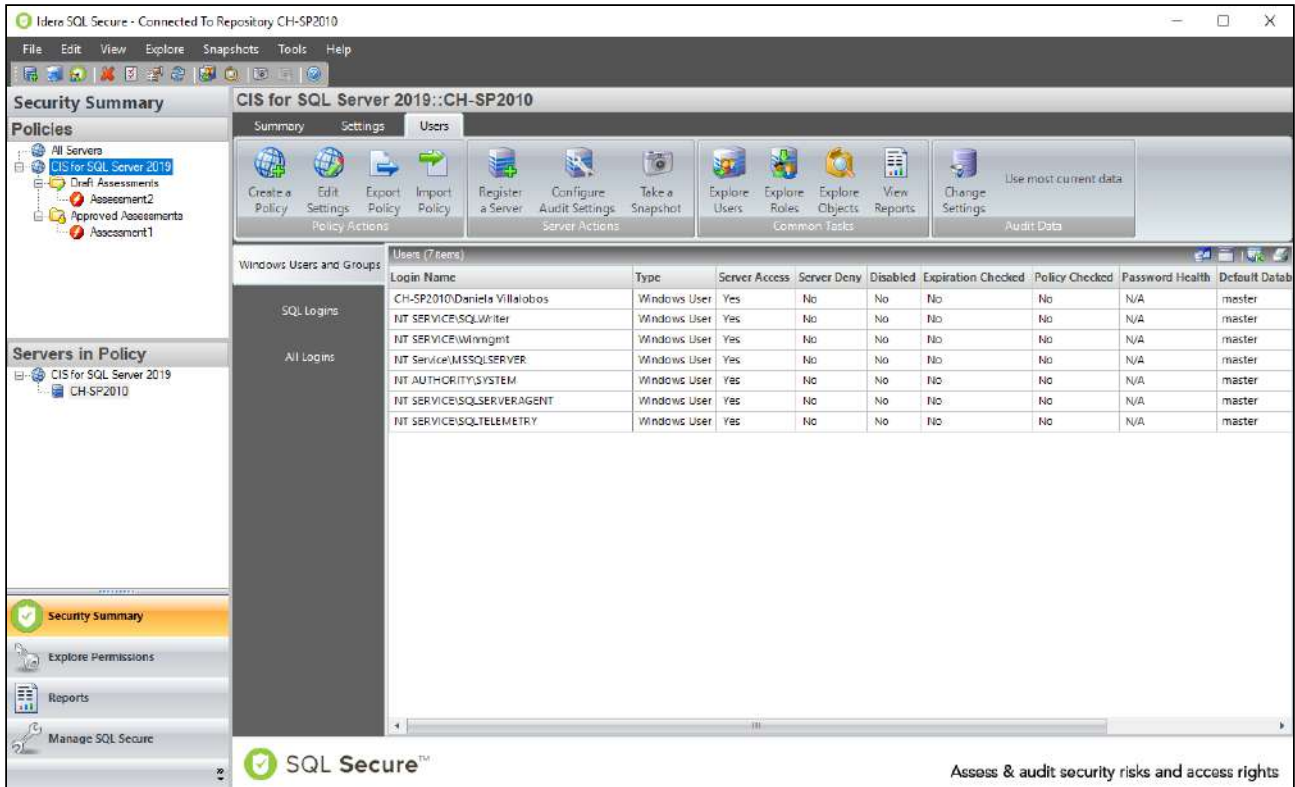 Idera SQL Secure - Connected To Repository CH-SP2010
File Edit View Explore Snapshots Tools Help
Security Summary
Policies
All Servers
CIS for SQL Server 2019
Draft Assessments
Assessment2
Approved Assessments
Assessment1
Servers in Policy
CIS for SQL Server 2019
CH-SP2010
Security Summary
Explore Permissions
Reports
Manage SQL Secure
CIS for SQL Server 2019::CH-SP2010
Summary Settings Users
Create a Policy
Edit Settings
Export Policy
Import Policy
Policy Actions
Register a Server
Configure Audit Settings
Take a Snapshot
Server Actions
Explore Users
Explore Roles
Explore Objects
View Reports
Common Tasks
Change Settings
Use most current data
Audit Data
Windows Users and Groups
SQL Logins
All Logins
Users (7 items)
Login Name Type Server Access Server Deny Disabled Expiration Checked Policy Checked Password Health Default Datab
CH-SP2010\Daniela Villalobos Windows User Yes No No No No N/A master
NT SERVICE\SQLWriter Windows User Yes No No No No N/A master
NT SERVICE\Winmgmt Windows User Yes No No No No N/A master
NT Service\MSSQLSERVER Windows User Yes No No No No N/A master
NT AUTHORITY\SYSTEM Windows User Yes No No No No N/A master
NT SERVICE\SQLSERVERAGENT Windows User Yes No No No No N/A master
NT SERVICE\SQLTELEMETRY Windows User Yes No No No No N/A master
SQL Secure™
Assess & audit security risks and access rights